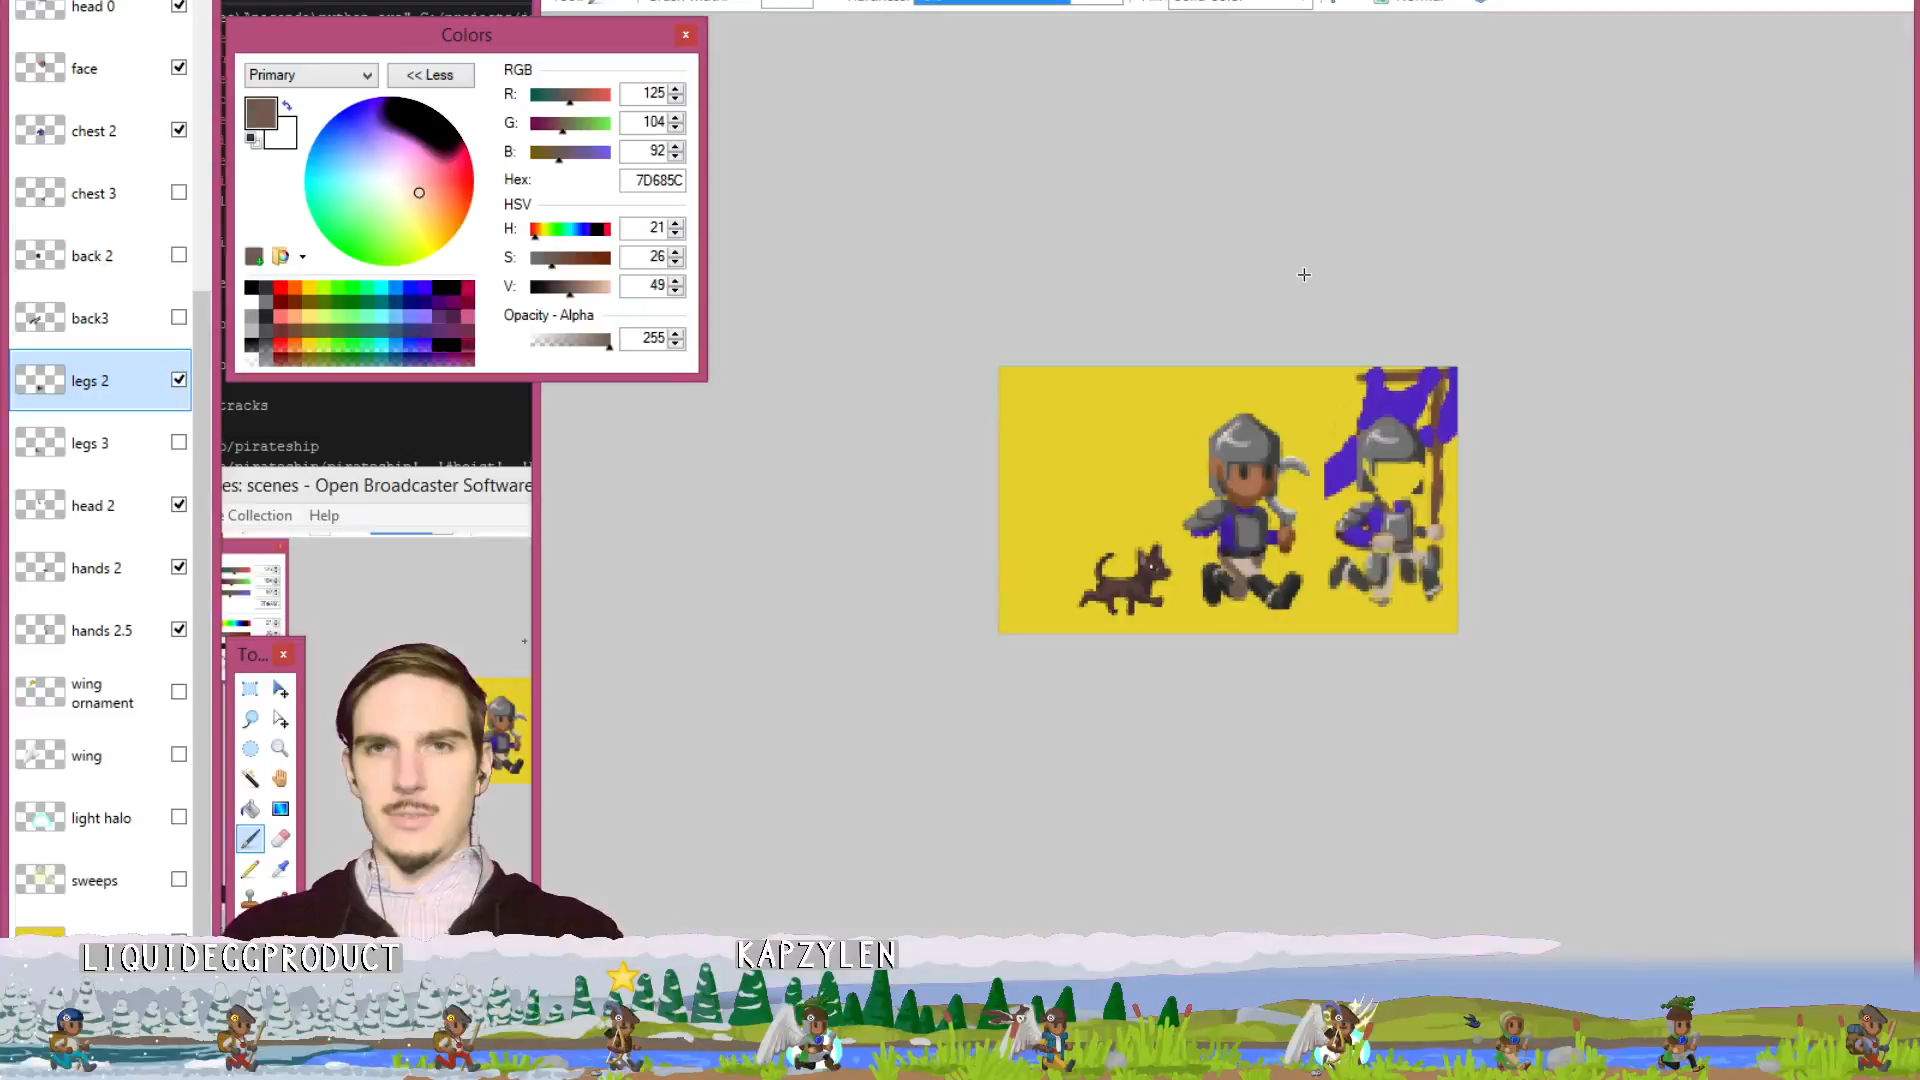 head 0
face
chest 2
chest 3
back 2
back3
legs 2
legs 3
head 2
hands 2
hands 2.5
wing
ornament
wing
light halo
sweeps
Colors
Primary
<< Less
RGB
R: 125
G: 104
B: 92
Hex: 7D685C
HSV
H: 21
S: 26
V: 49
Opacity - Alpha
255
tracks
o/pirateship
es: scenes - Open Broadcaster Software
Collection Help
To...
LIQUIDEGGPRODUCT
KAPZYLEN